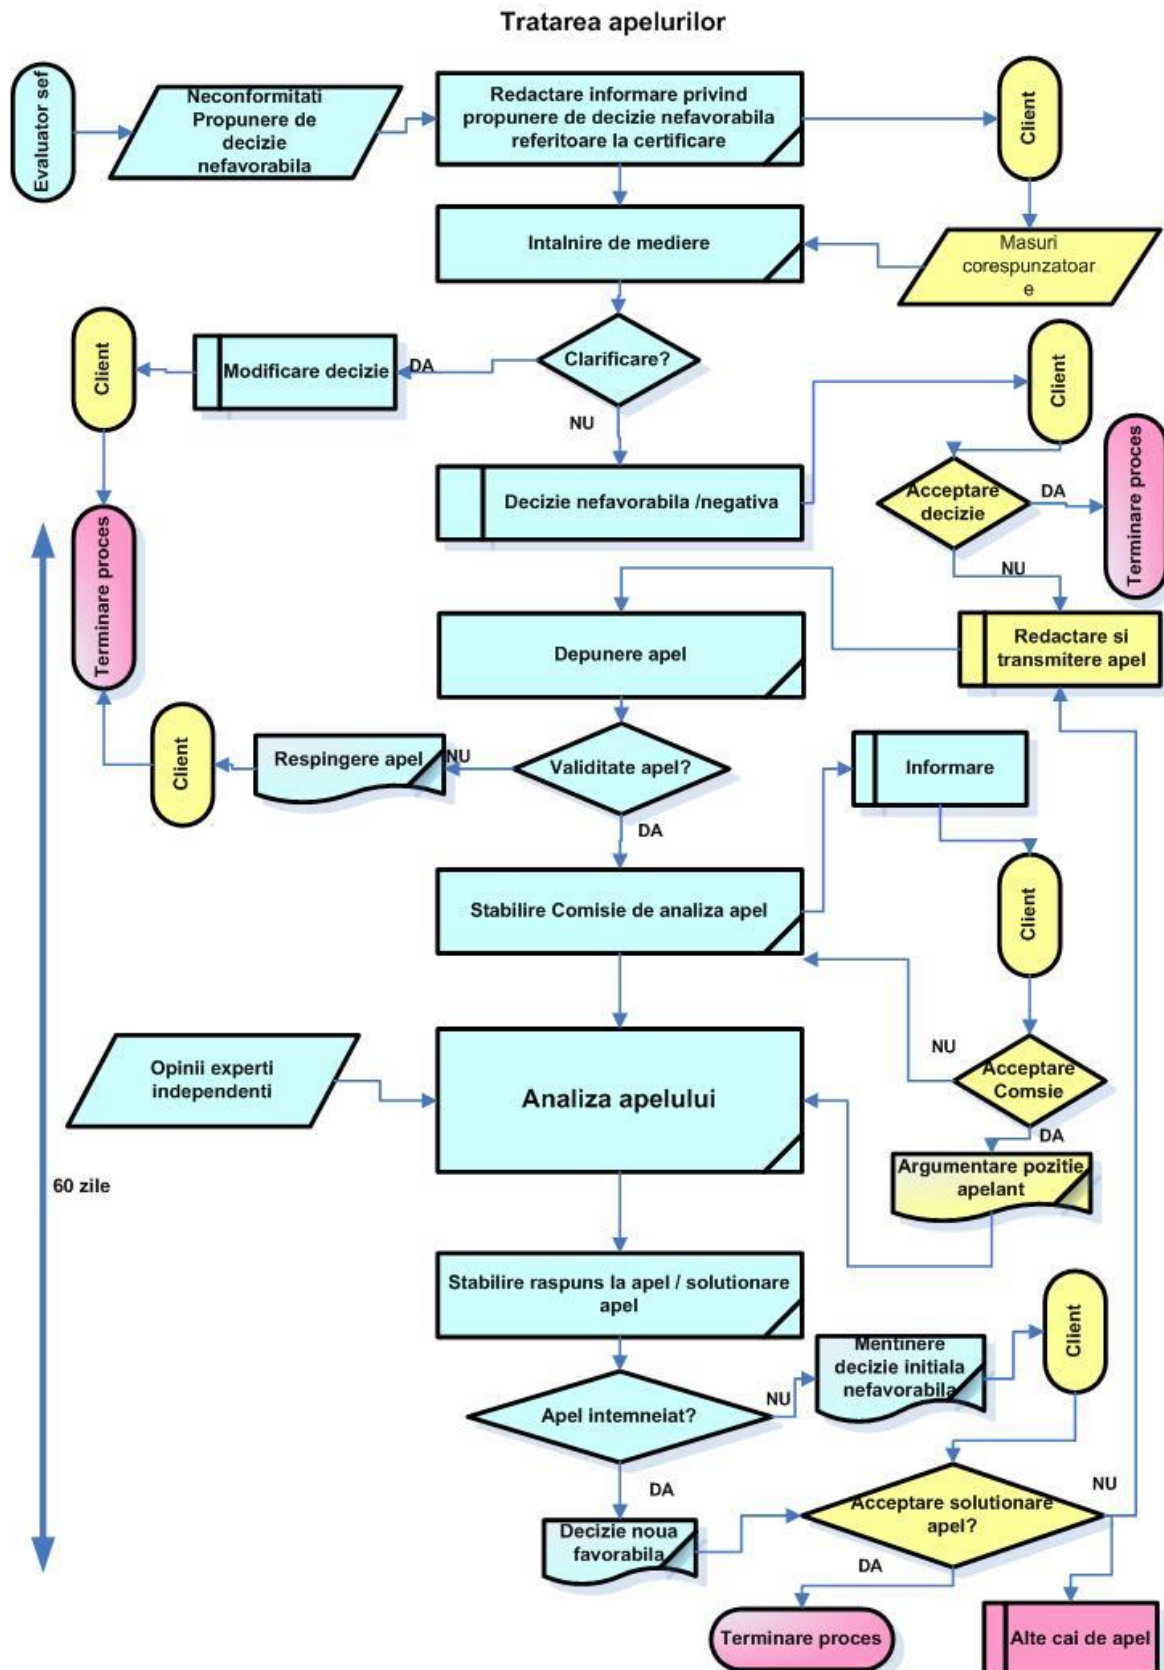 Tratarea apelurilor
Evaluator sef
Neconformitati
Propunere de
decizie
nefavorabila
Redactare informare privind
propunere de decizie nefavorabila
referitoare la certificare
Client
Intalnire de mediere
Masuri
corespunzatoar
e
Clarificare?
DA
Modificare decizie
Client
NU
Client
Decizie nefavorabila /negativa
Acceptare
decizie
DA
Terminare proces
Terminare proces
NU
Depunere apel
Redactare si
transmitere apel
Client
Respingere apel
NU
Validitate apel?
Informare
DA
Stabilire Comisie de analiza apel
Client
Opinii experti
independenti
Analiza apelului
NU
Acceptare
Comsie
DA
Argumentare pozitie
apelant
60 zile
Stabilire raspuns la apel / solutionare
apel
Mentinere
decizie initiala
nefavorabila
Client
Apel intemneiat?
NU
DA
Decizie noua
favorabila
Acceptare solutionare
apel?
NU
DA
Terminare proces
Alte cai de apel